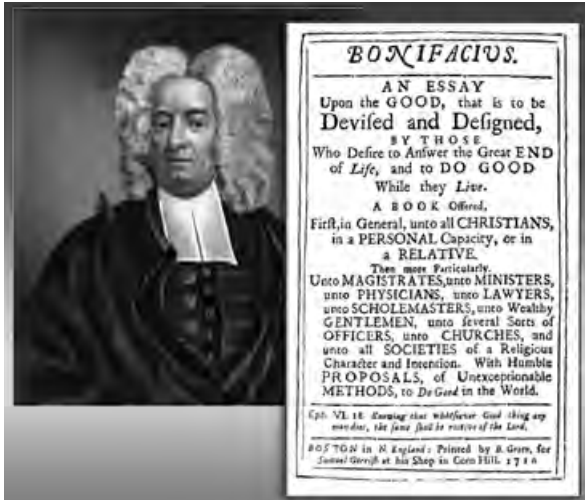 BONIFACIVS.
AN ESSAY
Upon the GOOD, that is to be
Deviſed and Deſigned,
BY THOSE
Who Deſire to Anſwer the Great END
of Life, and to DO GOOD
While they Live.
A BOOK Offered,
Firſt, in General, unto all CHRISTIANS,
in a PERSONAL Capacity, or in
a RELATIVE.
Then more Particularly.
Unto MAGISTRATES, unto MINISTERS,
unto PHYSICIANS, unto LAWYERS,
unto SCHOLEMASTERS, unto Wealthy
GENTLEMEN, unto ſeveral Sorts of
OFFICERS, unto CHURCHES, and
unto all SOCIETIES of a Religious
Character and Intention. With Humble
PROPOSALS, of Unexceptionable
METHODS, to Do Good in the World.
Eph. VI. 18. Knowing that whatſoever Good thing any
man does, the ſame ſhall he receive of the Lord.
BOSTON in N. England: Printed by B. Green, for
Samuel Gerriſh at his Shop in Corn Hill. 1710